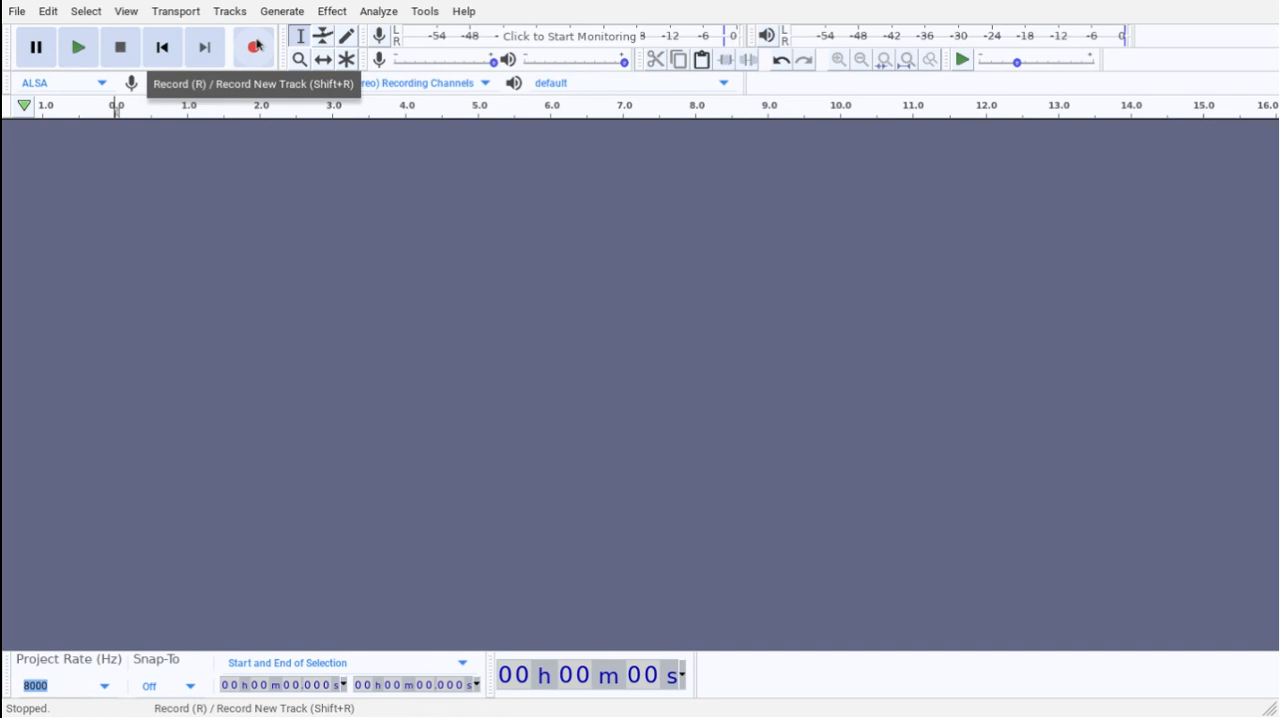 File Edit Select View Transport Tracks Generate Effect Analyze Tools Help
L R -54 -48 - Click to Start Monitoring -12 -6 0 L R -54 -48 -42 -36 -30 -24 -18 -12 -6 0
ALSA Record (R) / Record New Track (Shift+R) reo) Recording Channels default
1.0 0.0 1.0 2.0 3.0 4.0 5.0 6.0 7.0 8.0 9.0 10.0 11.0 12.0 13.0 14.0 15.0 16.0
Project Rate (Hz) Snap-To Start and End of Selection
8000 Off 00 h 00 m 00.000 s 00 h 00 m 00.000 s 00 h 00 m 00 s
Stopped. Record (R) / Record New Track (Shift+R)